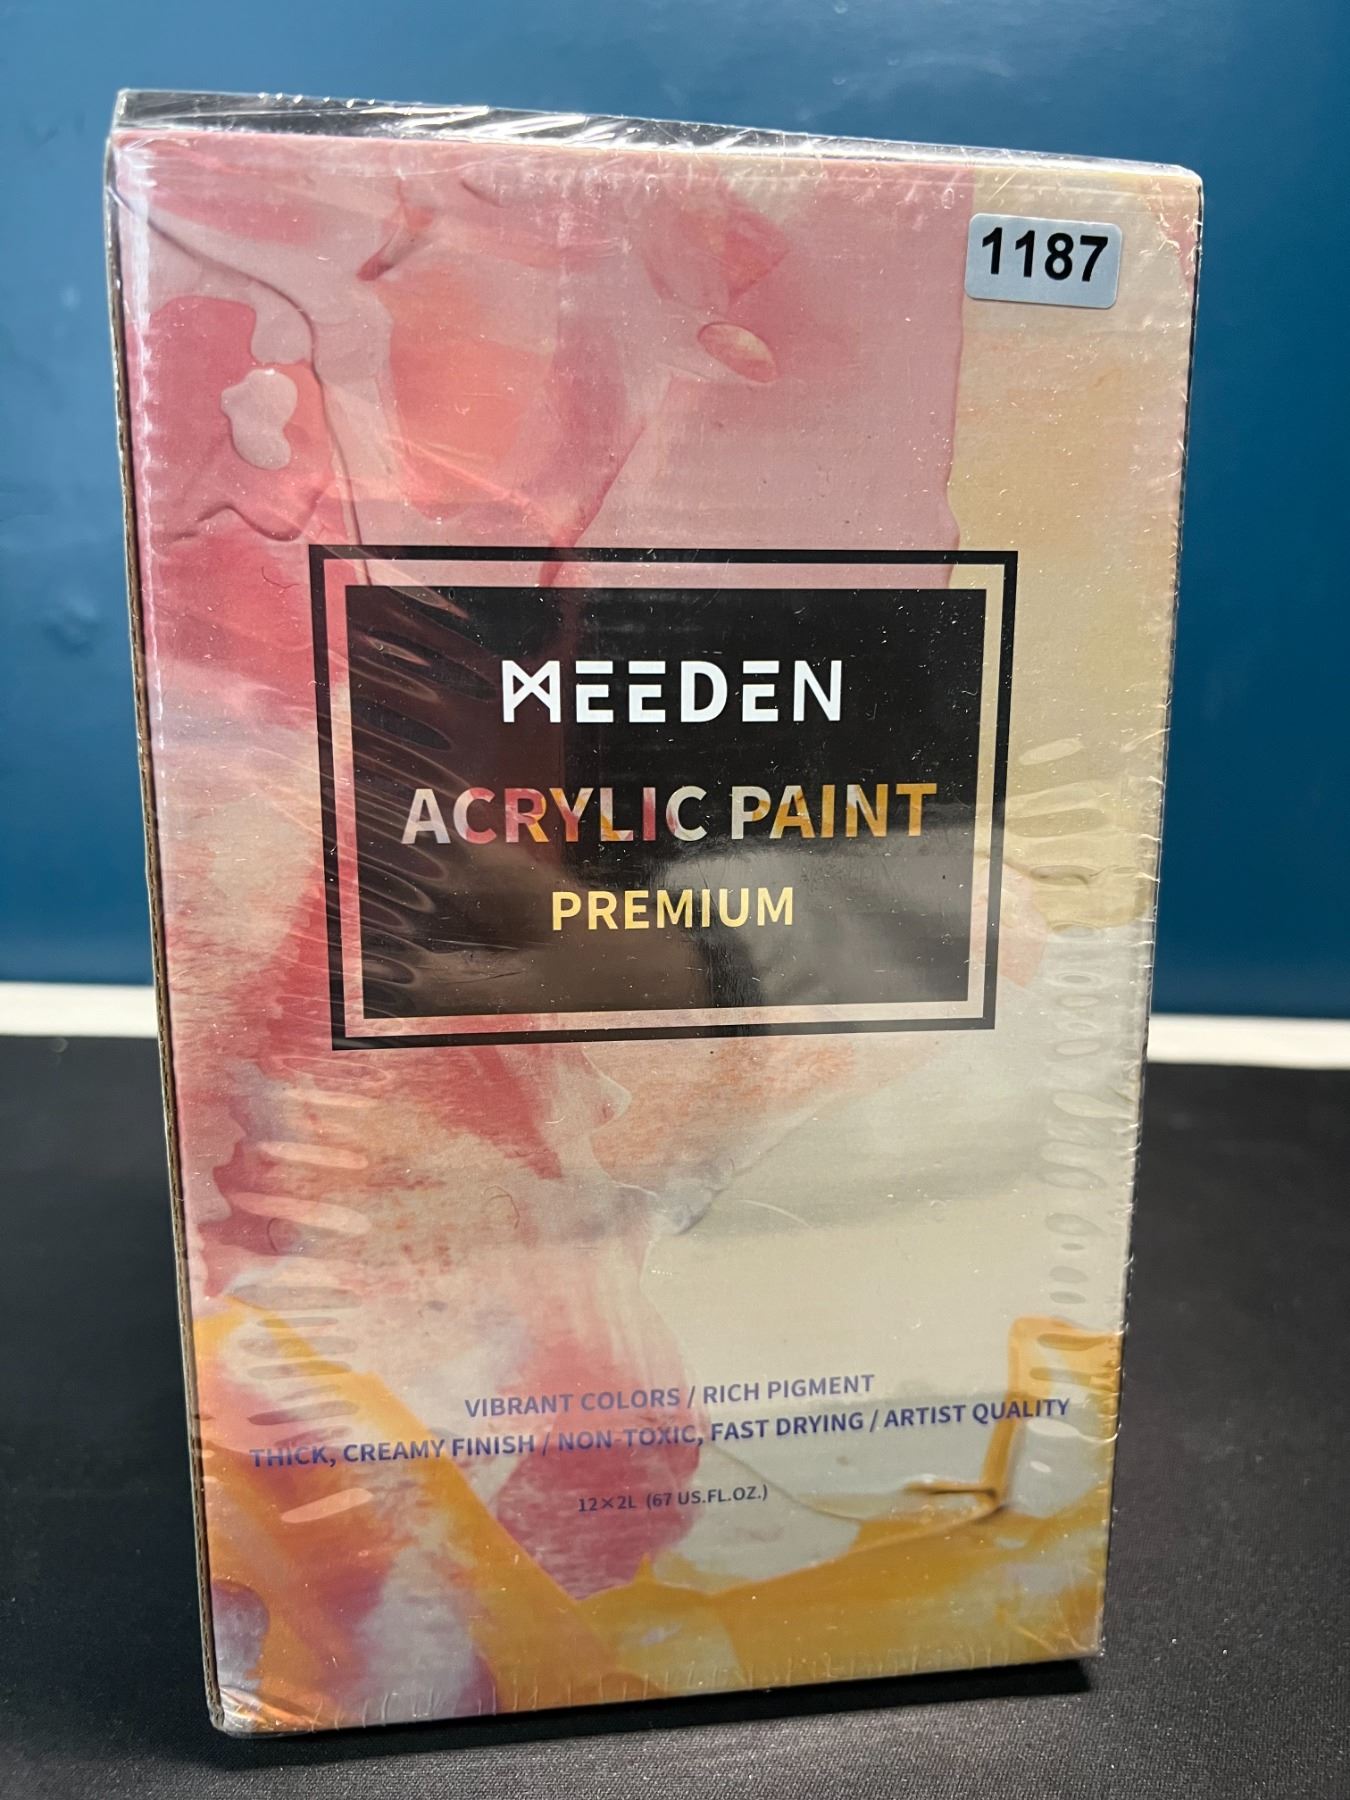 1187
MEEDEN
ACRYLIC PAINT
PREMIUM
VIBRANT COLORS / RICH PIGMENT
THICK, CREAMY FINISH / NON-TOXIC, FAST DRYING / ARTIST QUALITY
12×2L (67 US.FL.OZ.)